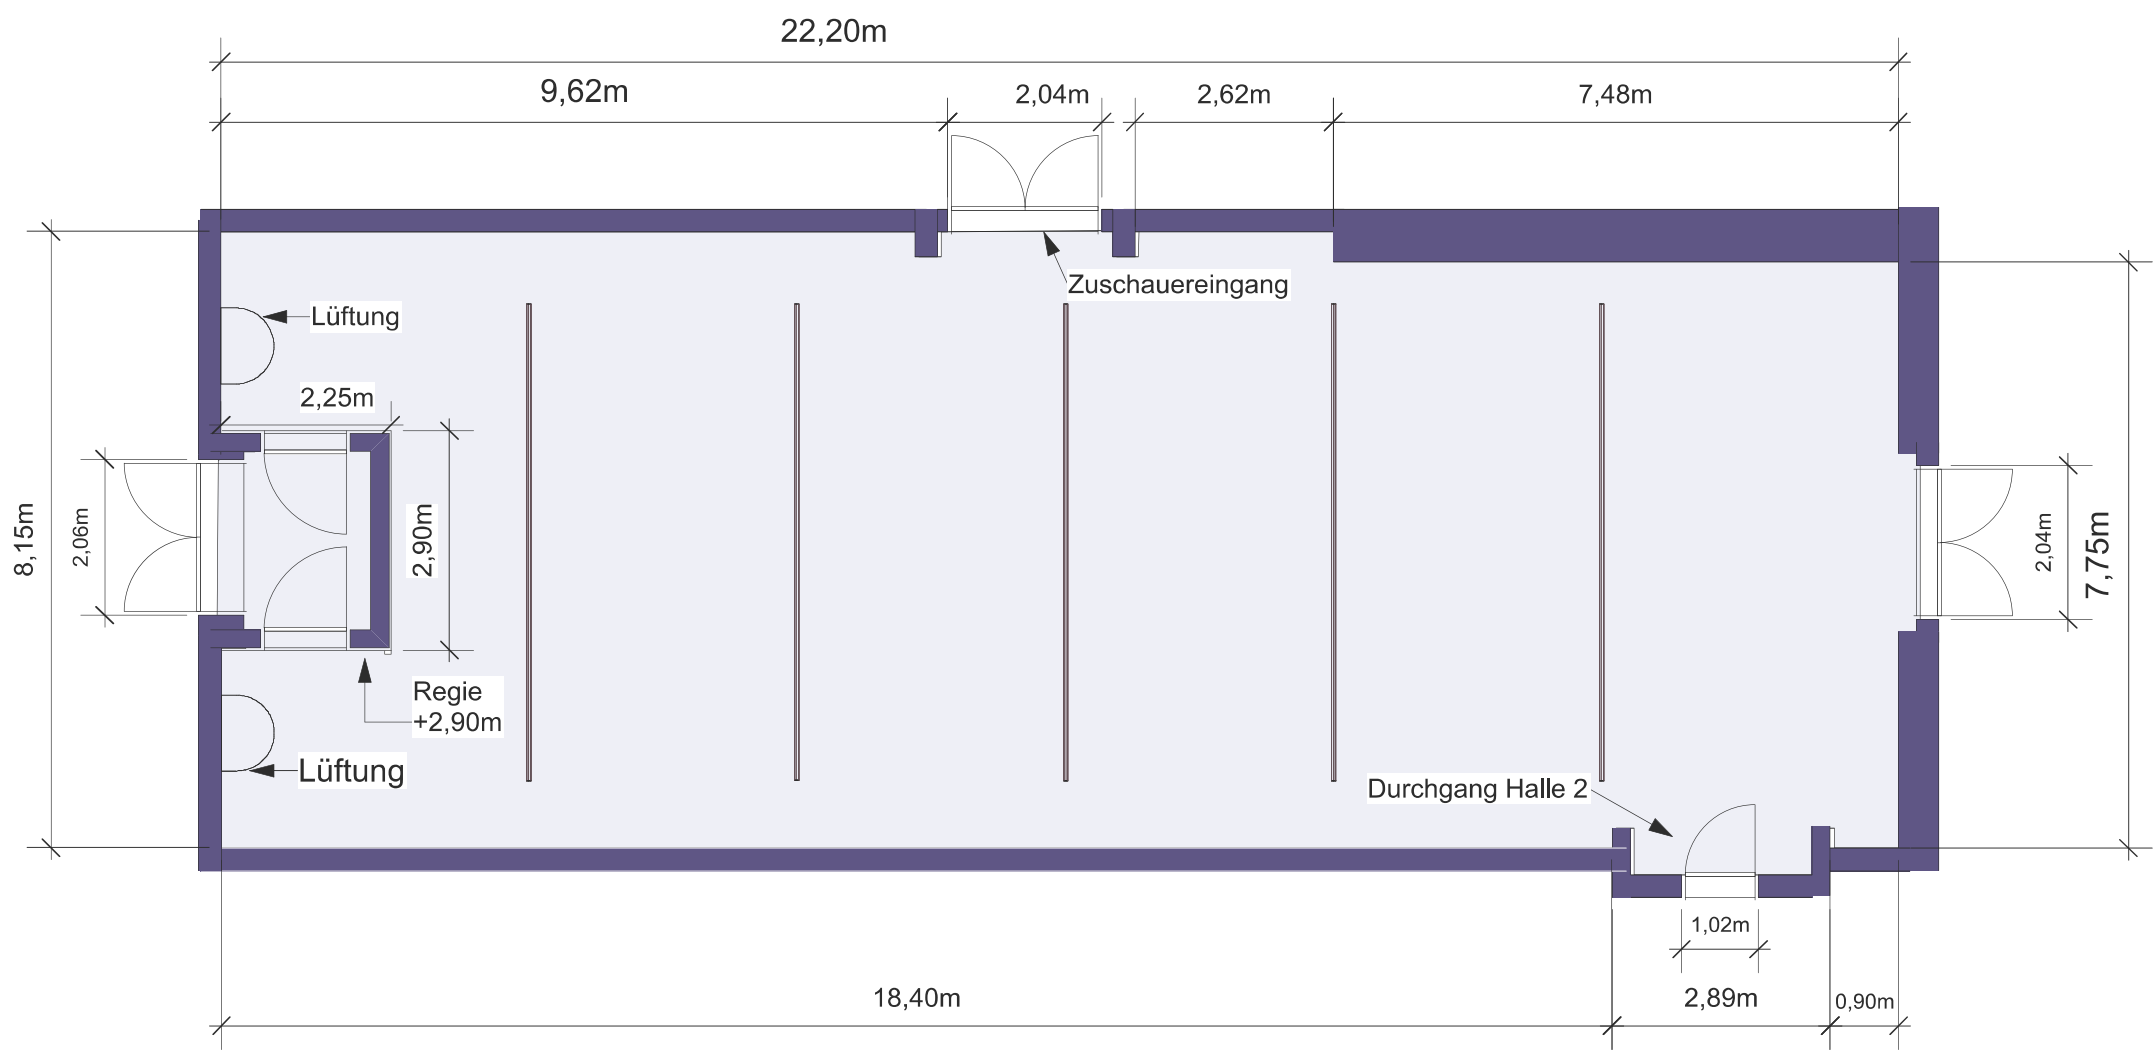 22,20m
9,62m
2,04m
2,62m
7,48m
Zuschauereingang
Lüftung
2,25m
8,15m
2,06m
2,90m
2,04m
7,75m
Regie
+2,90m
Lüftung
Durchgang Halle 2
1,02m
18,40m
2,89m
0,90m